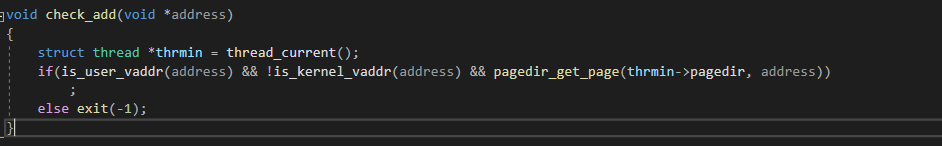 void check_add(void *address)
{
    struct thread *thrmin = thread_current();
    if(is_user_vaddr(address) && !is_kernel_vaddr(address) && pagedir_get_page(thrmin->pagedir, address))
        ;
    else exit(-1);
}